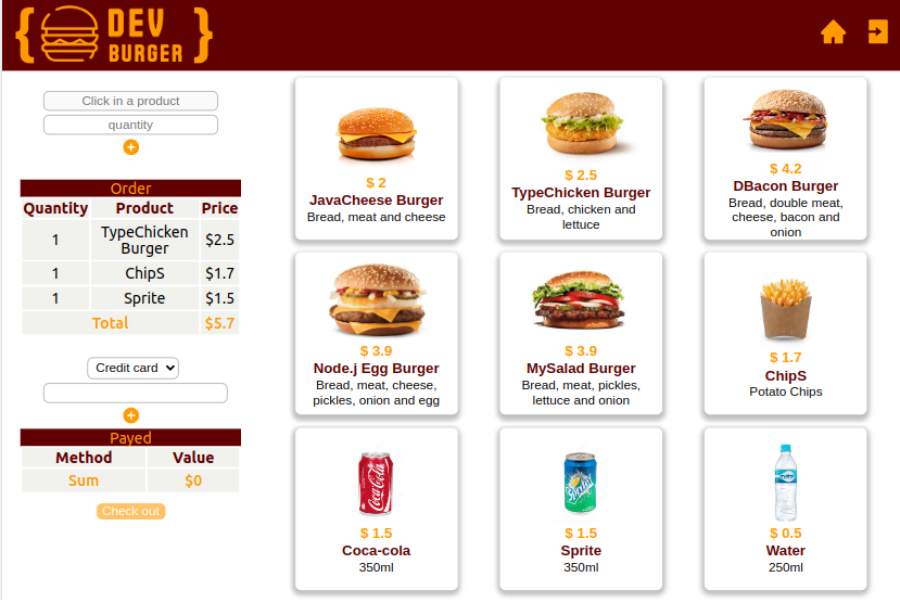 { DEV
BURGER }
Click in a product
quantity
Order
Quantity Product Price
1 TypeChicken Burger $2.5
1 ChipS $1.7
1 Sprite $1.5
Total $5.7
Credit card
Payed
Method Value
Sum $0
Check out
$ 2
JavaCheese Burger
Bread, meat and cheese
$ 2.5
TypeChicken Burger
Bread, chicken and
lettuce
$ 4.2
DBacon Burger
Bread, double meat,
cheese, bacon and
onion
$ 3.9
Node.j Egg Burger
Bread, meat, cheese,
pickles, onion and egg
$ 3.9
MySalad Burger
Bread, meat, pickles,
lettuce and onion
$ 1.7
ChipS
Potato Chips
Coca-Cola
$ 1.5
Coca-cola
350ml
Sprite
$ 1.5
Sprite
350ml
$ 0.5
Water
250ml